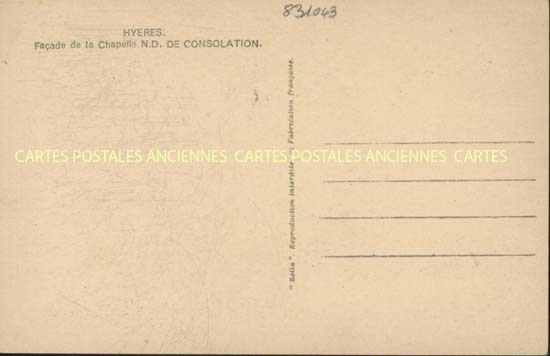 831043
HYERES.
Façade de la Chapelle N.D. DE CONSOLATION.
CARTES POSTALES ANCIENNES CARTES POSTALES ANCIENNES CARTES
" Rella ". Reproduction interdite — Fabrication Française.